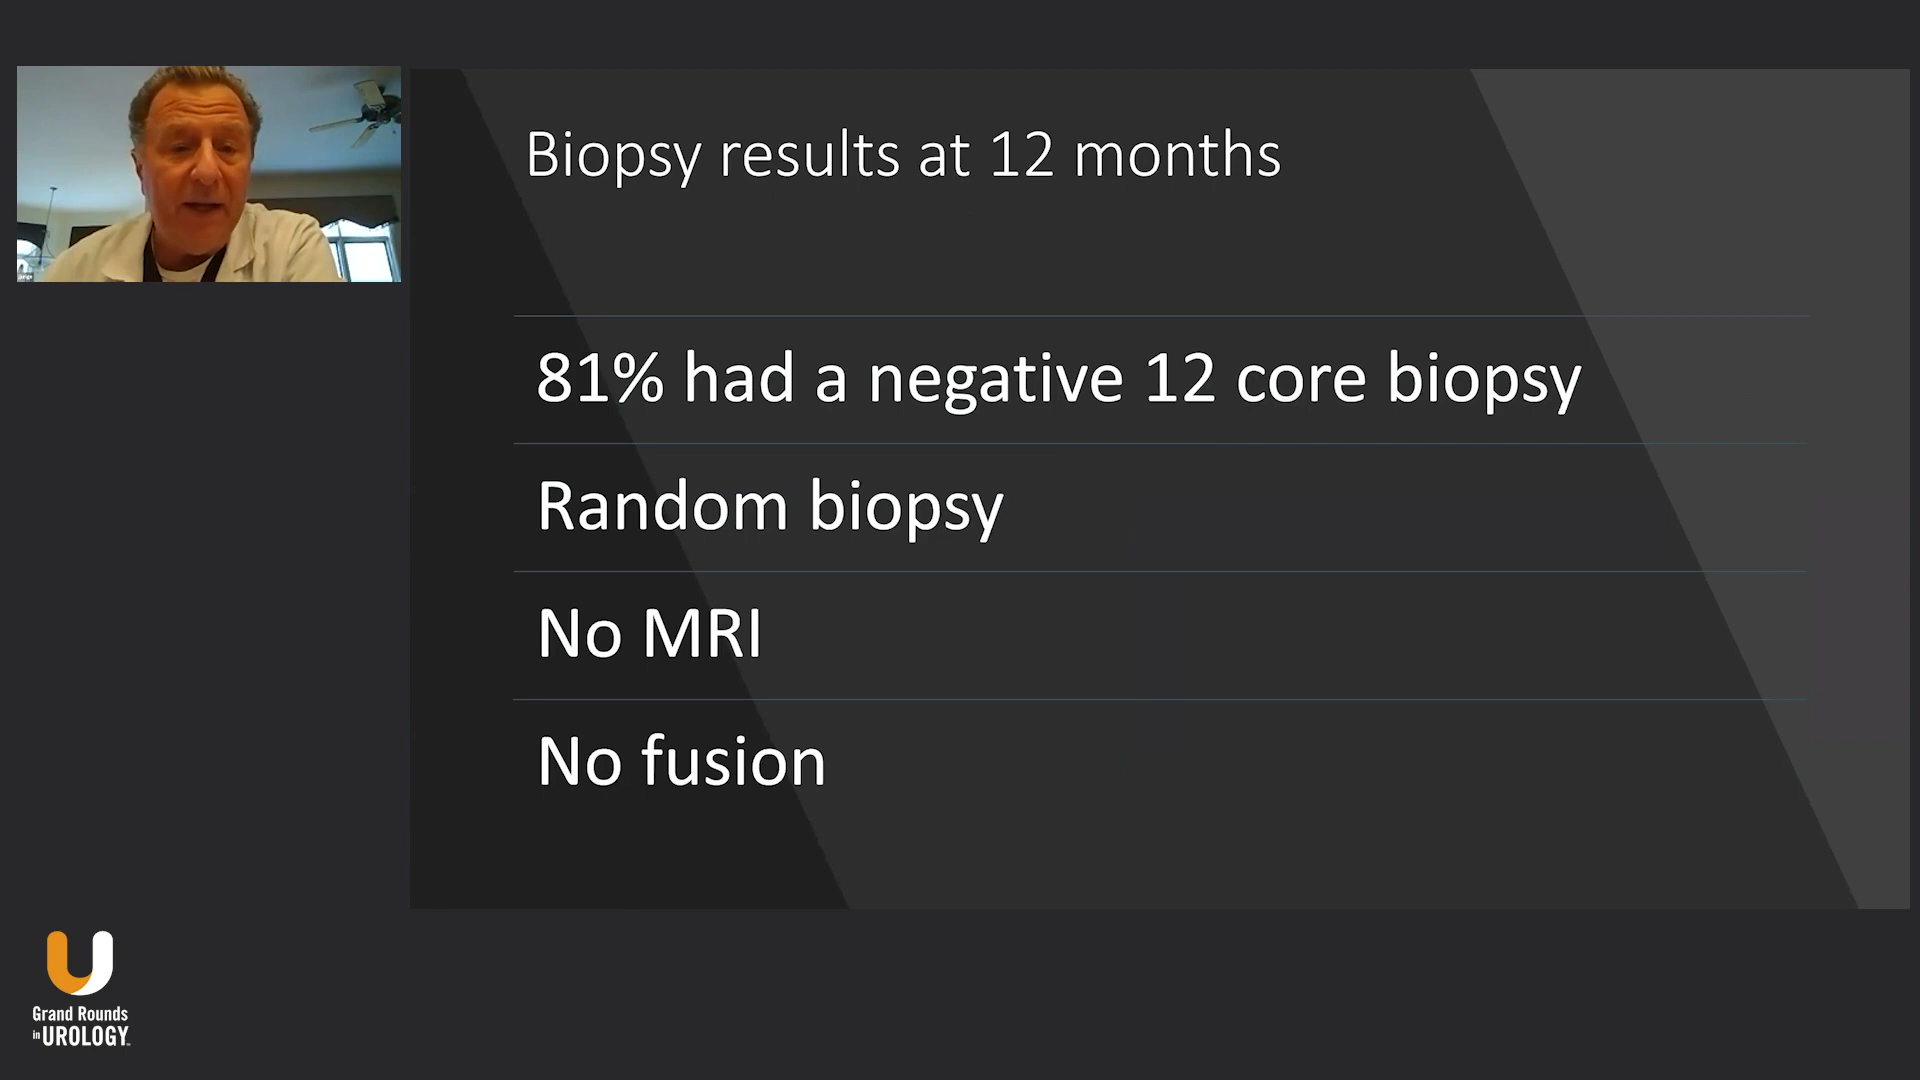 Biopsy results at 12 months
81% had a negative 12 core biopsy
Random biopsy
No MRI
No fusion
Grand Rounds
in UROLOGY